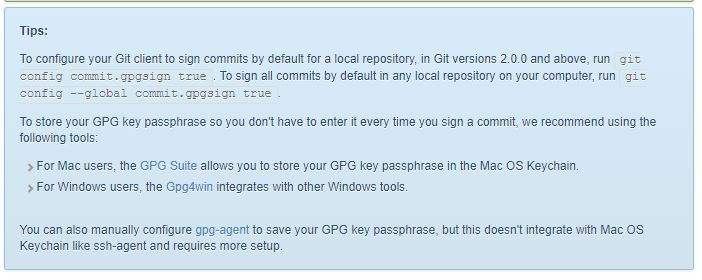 Tips:
To configure your Git client to sign commits by default for a local repository, in Git versions 2.0.0 and above, run git
config commit.gpgsign true . To sign all commits by default in any local repository on your computer, run git
config --global commit.gpgsign true .
To store your GPG key passphrase so you don't have to enter it every time you sign a commit, we recommend using the
following tools:
For Mac users, the GPG Suite allows you to store your GPG key passphrase in the Mac OS Keychain.
For Windows users, the Gpg4win integrates with other Windows tools.
You can also manually configure gpg-agent to save your GPG key passphrase, but this doesn't integrate with Mac OS
Keychain like ssh-agent and requires more setup.